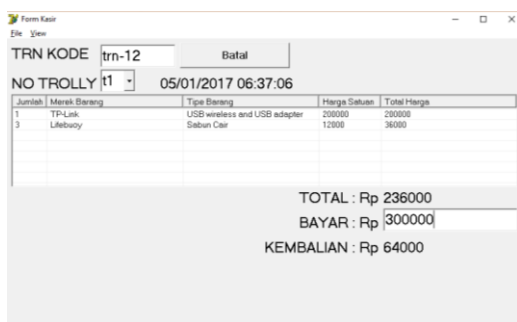 Form Kasir
File View
TRN KODE trn-12 Batal
NO TROLLY t1 05/01/2017 06:37:06
Jumlah Merek Barang Tipe Barang Harga Satuan Total Harga
1 TP-Link USB wireless and USB adapter 200000 200000
3 Lifebuoy Sabun Cair 12000 36000
TOTAL : Rp 236000
BAYAR : Rp 300000
KEMBALIAN : Rp 64000